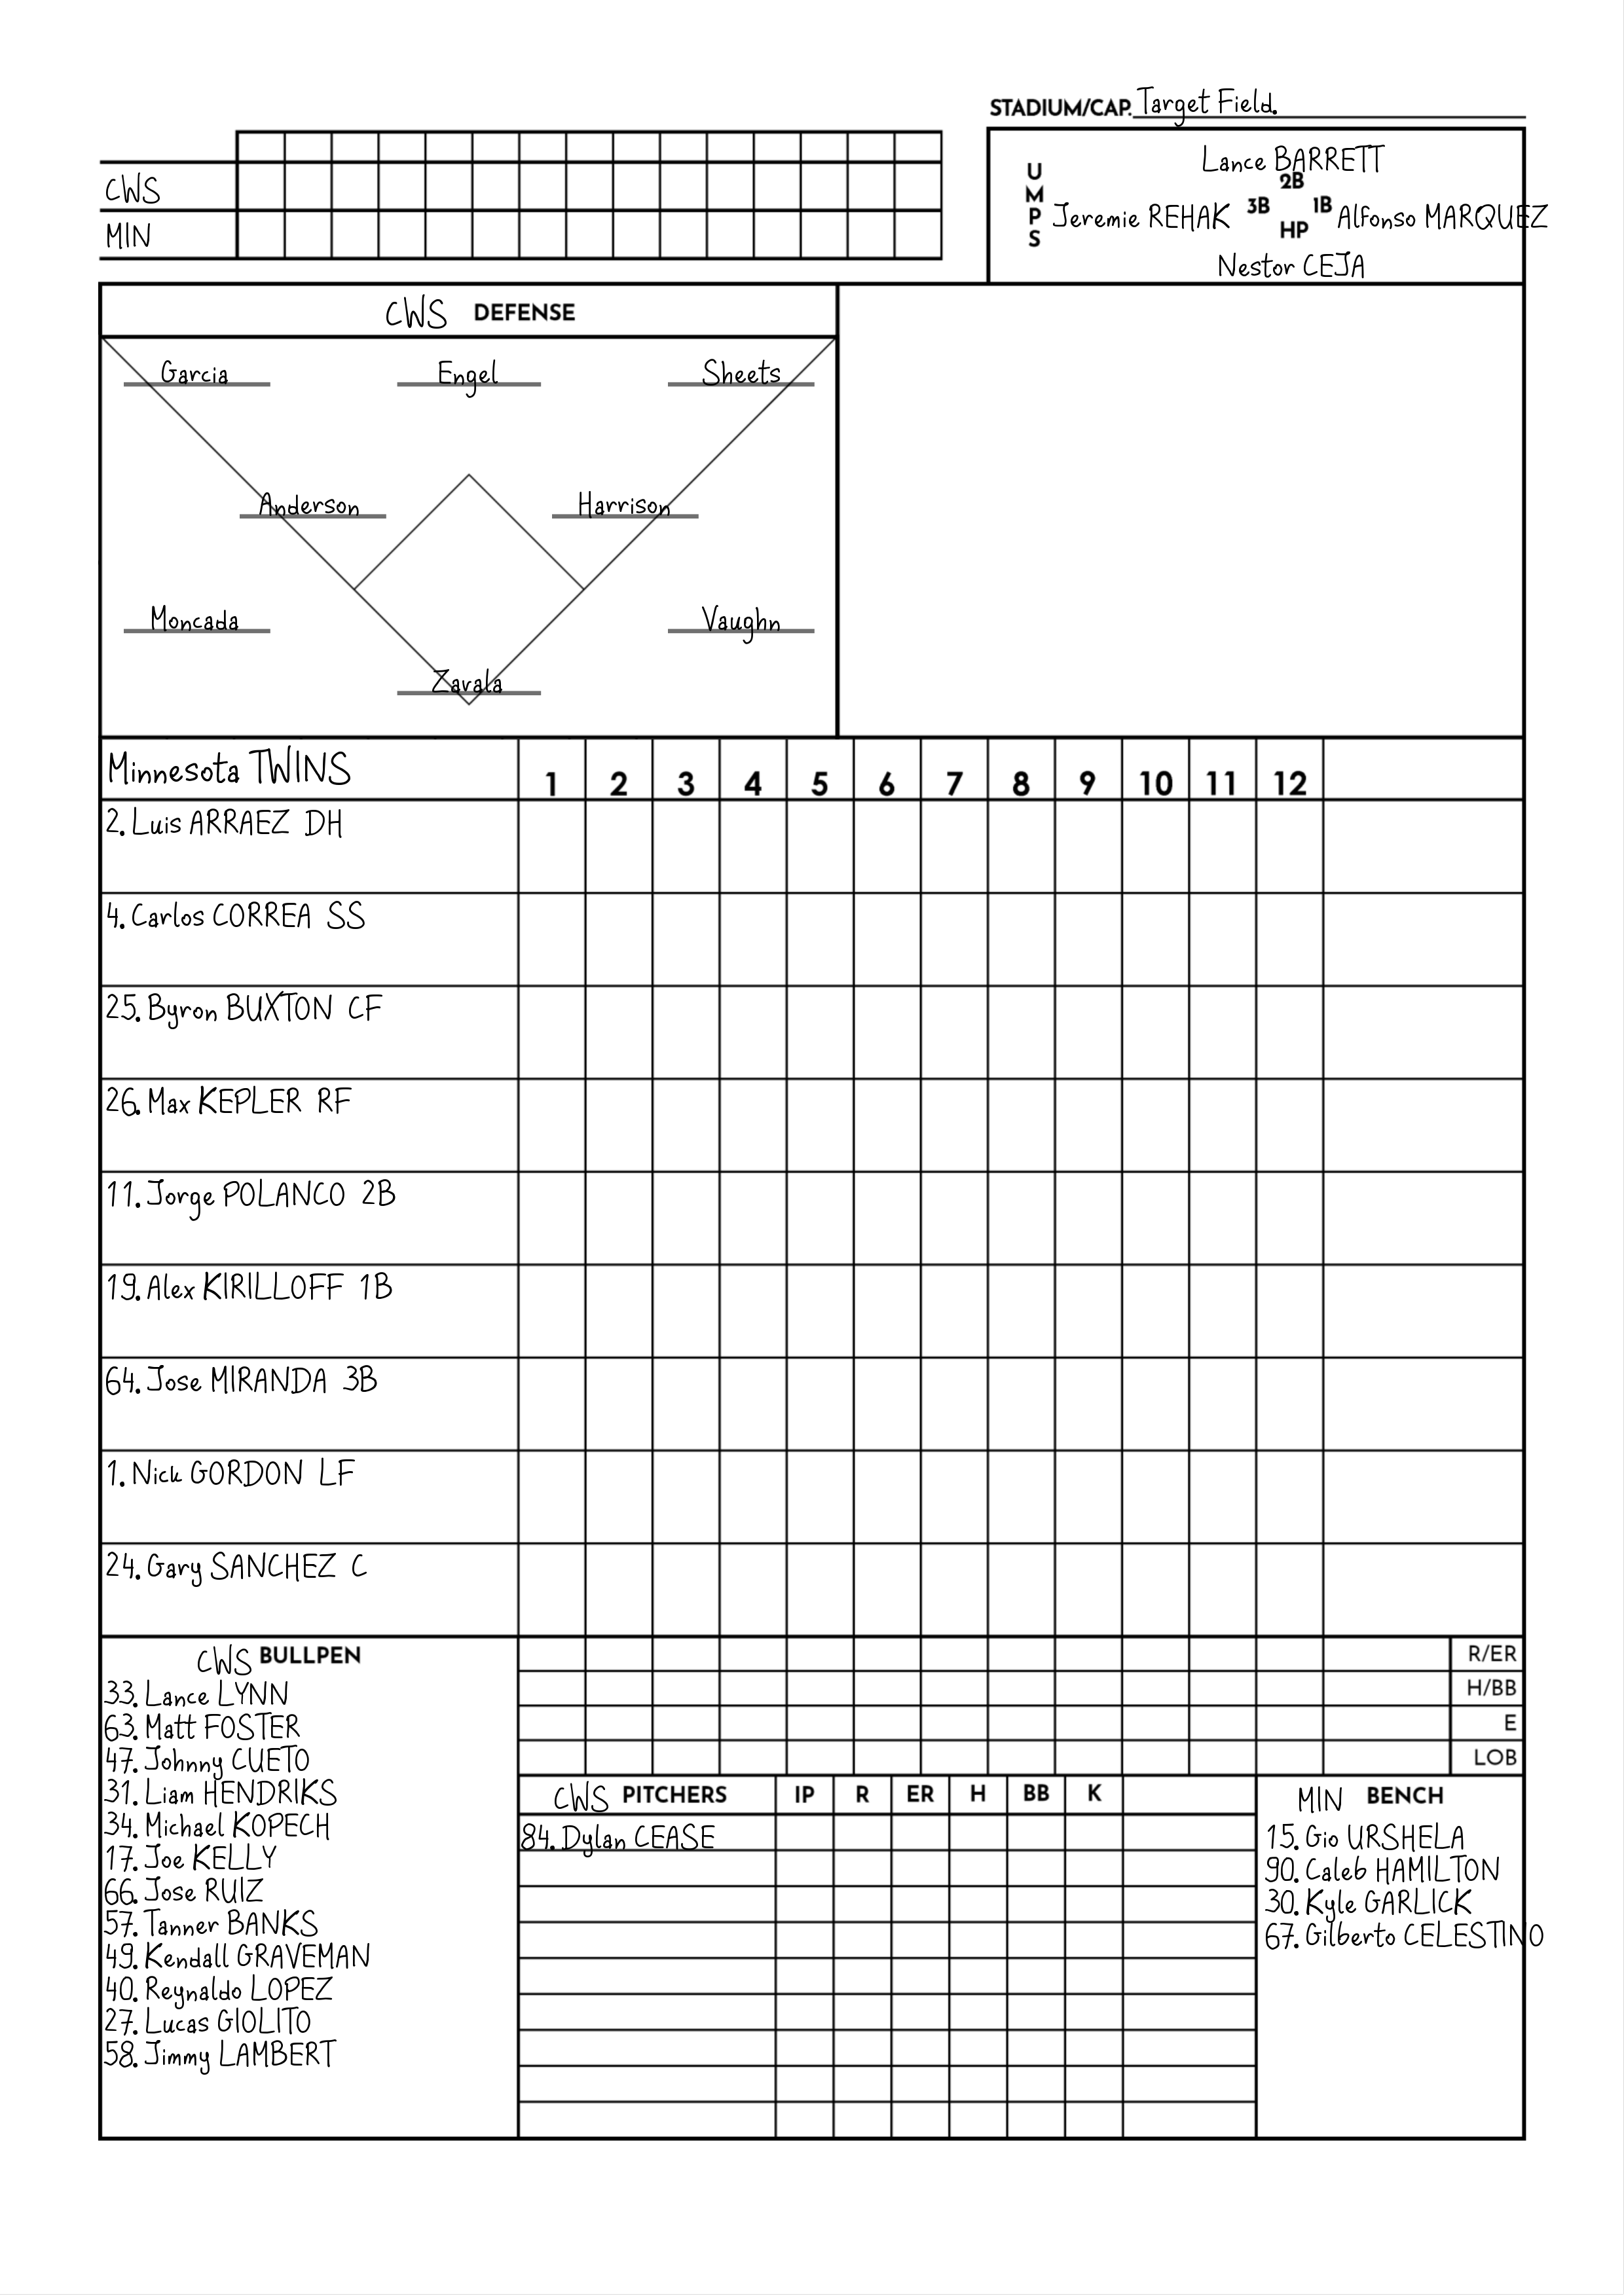 STADIUM/CAP. Target Field.
CWS
MIN
UMPS
Lance BARRETT
2B
Jeremie REHAK 3B 1B Alfonso MARQUEZ
HP
Nestor CEJA
CWS DEFENSE
Garcia Engel Sheets
Anderson Harrison
Moncada Vaughn
Zavala
Minnesota TWINS 1 2 3 4 5 6 7 8 9 10 11 12
2. Luis ARRAEZ DH
4. Carlos CORREA SS
25. Byron BUXTON CF
26. Max KEPLER RF
11. Jorge POLANCO 2B
19. Alex KIRILLOFF 1B
64. Jose MIRANDA 3B
1. Nick GORDON LF
24. Gary SANCHEZ C
R/ER
H/BB
E
LOB
CWS BULLPEN
33. Lance LYNN
63. Matt FOSTER
47. Johnny CUETO
31. Liam HENDRIKS
34. Michael KOPECH
17. Joe KELLY
66. Jose RUIZ
57. Tanner BANKS
49. Kendall GRAVEMAN
40. Reynaldo LOPEZ
27. Lucas GIOLITO
58. Jimmy LAMBERT
CWS PITCHERS IP R ER H BB K
84. Dylan CEASE
MIN BENCH
15. Gio URSHELA
90. Caleb HAMILTON
30. Kyle GARLICK
67. Gilberto CELESTINO